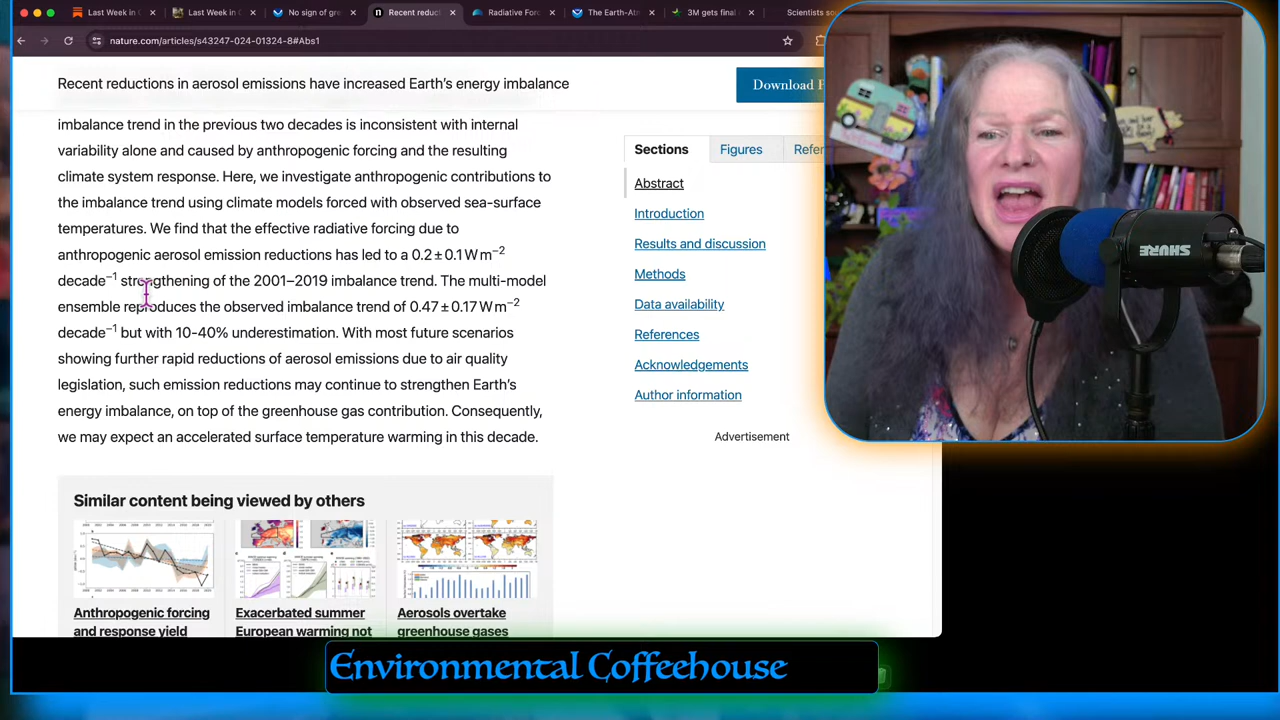 Last Week in C
Last Week in C
No sign of gre
Recent reduct
Radiative Forc
The Earth-Atm
3M gets final
Scientists so
nature.com/articles/s43247-024-01324-8#Abs1
Recent reductions in aerosol emissions have increased Earth's energy imbalance
Download P
imbalance trend in the previous two decades is inconsistent with internal
variability alone and caused by anthropogenic forcing and the resulting
climate system response. Here, we investigate anthropogenic contributions to
the imbalance trend using climate models forced with observed sea-surface
temperatures. We find that the effective radiative forcing due to
anthropogenic aerosol emission reductions has led to a 0.2 ± 0.1 W m−2
decade−1 strengthening of the 2001–2019 imbalance trend. The multi-model
ensemble reproduces the observed imbalance trend of 0.47 ± 0.17 W m−2
decade−1 but with 10-40% underestimation. With most future scenarios
showing further rapid reductions of aerosol emissions due to air quality
legislation, such emission reductions may continue to strengthen Earth's
energy imbalance, on top of the greenhouse gas contribution. Consequently,
we may expect an accelerated surface temperature warming in this decade.
Sections
Figures
Refer
Abstract
Introduction
Results and discussion
Methods
Data availability
References
Acknowledgements
Author information
Advertisement
Similar content being viewed by others
Anthropogenic forcing
and response yield
Exacerbated summer
European warming not
Aerosols overtake
greenhouse gases
SHURE
Environmental Coffeehouse